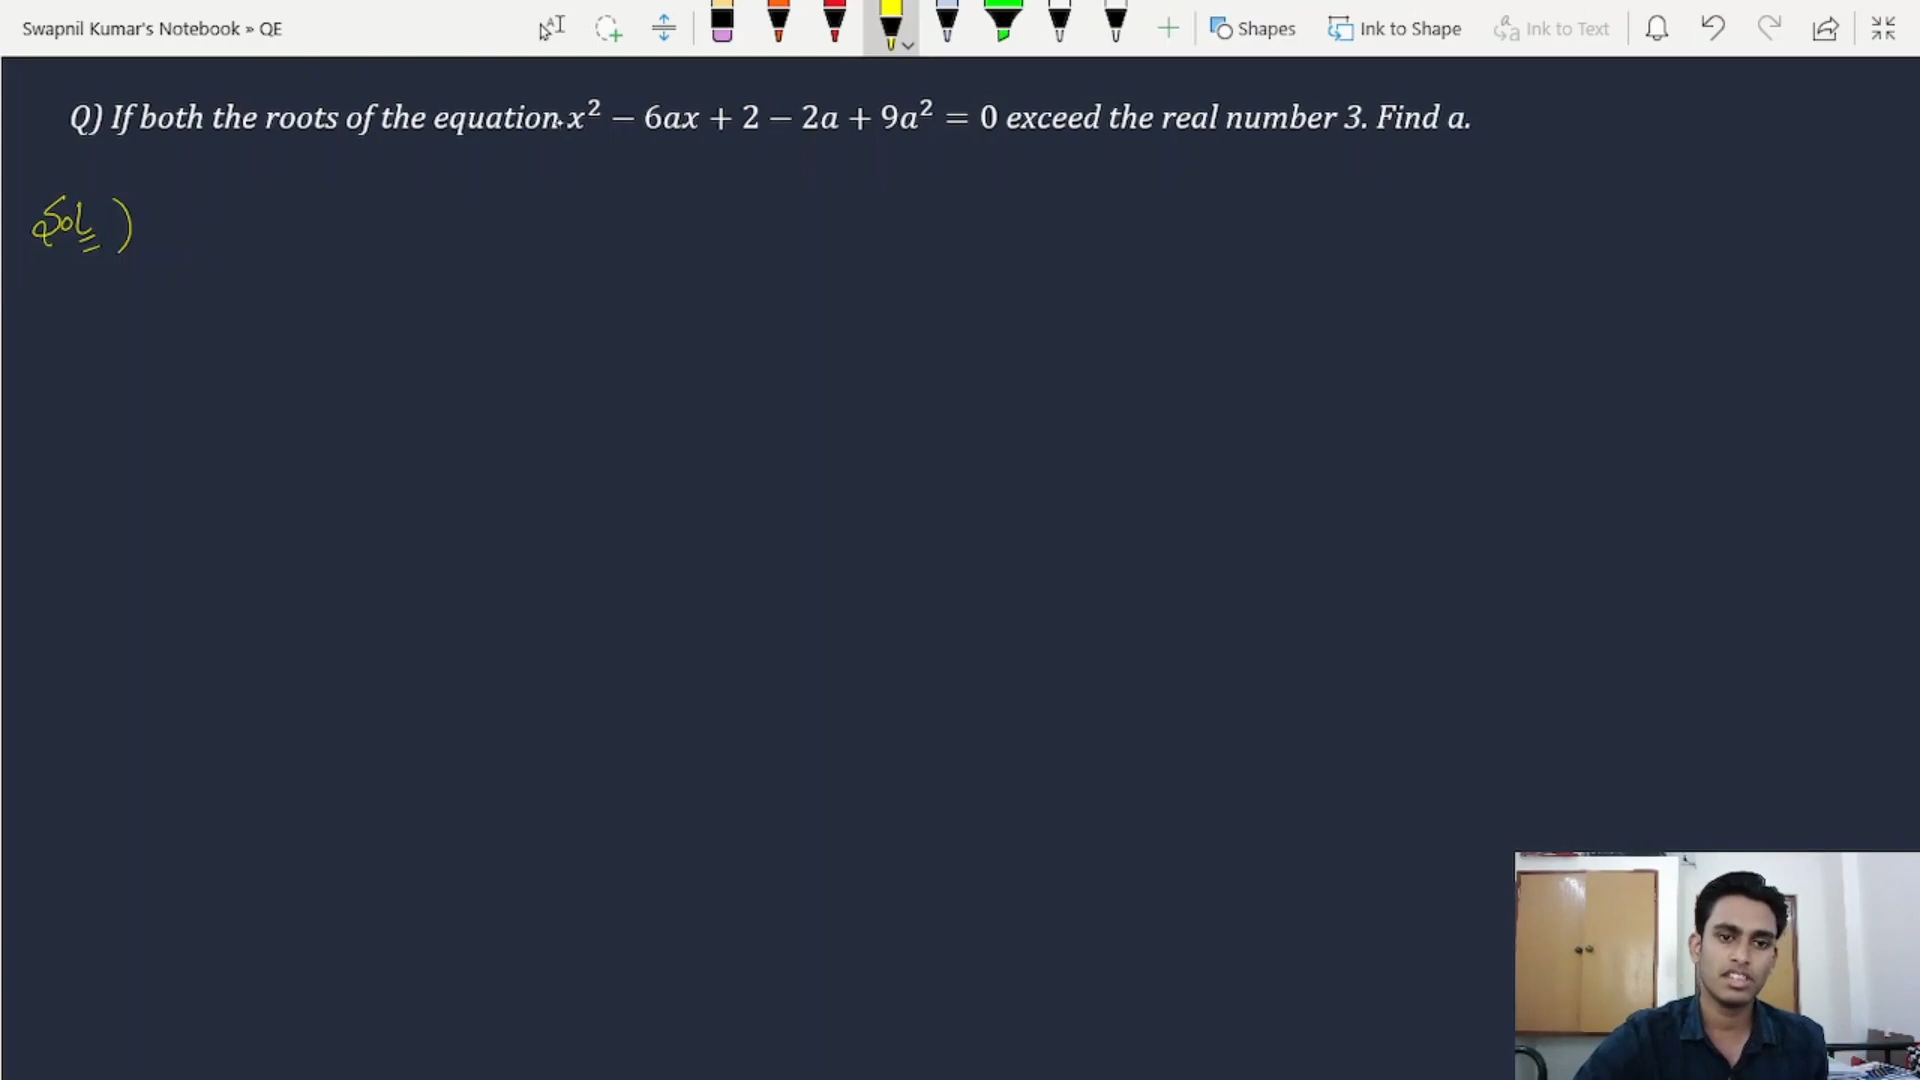 Swapnil Kumar's Notebook » QE
Shapes
Ink to Shape
Ink to Text
Q) If both the roots of the equation x² − 6ax + 2 − 2a + 9a² = 0 exceed the real number 3. Find a.
Sol )